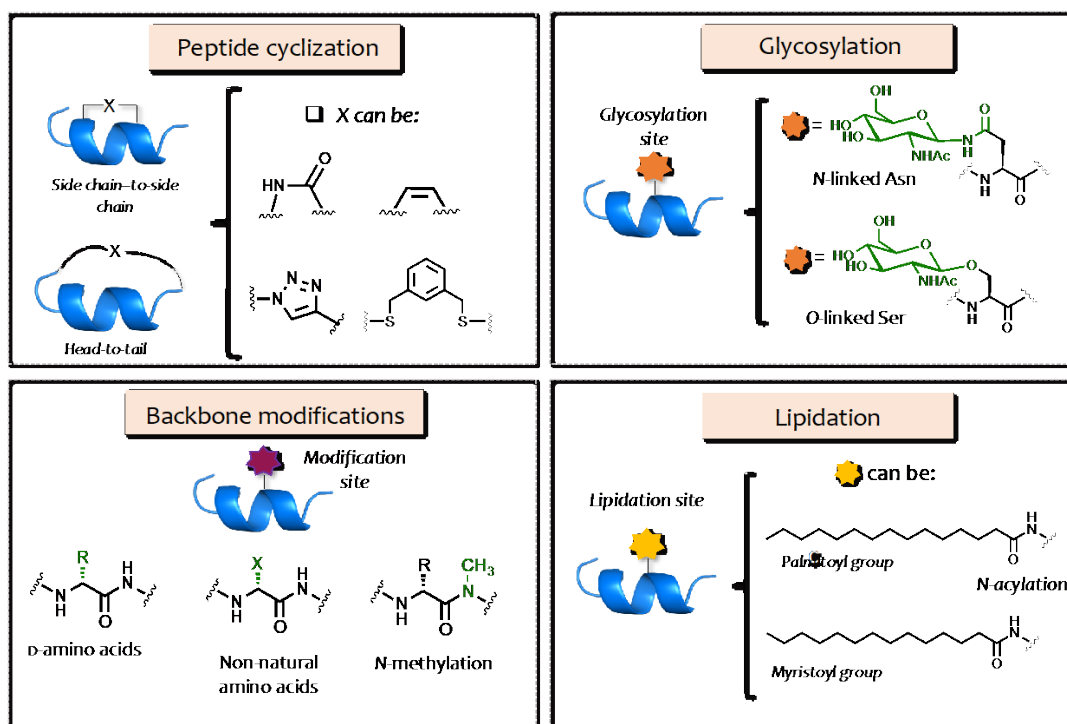 Peptide cyclization
X
Side chain–to-side
chain
X
Head-to-tail
❑ X can be:
HN
O
N
N
N
N
S
S
Glycosylation
Glycosylation
site
=
OH
HO
HO
O
NHAc
N
H
O
N
H
O
N-linked Asn
=
OH
HO
HO
O
NHAc
O
N
H
O
O-linked Ser
Backbone modifications
Modification
site
R
N
H
H
N
O
D-amino acids
X
N
H
H
N
O
Non-natural
amino acids
R
CH3
N
H
N
O
N-methylation
Lipidation
Lipidation site
can be:
H
N
O
Palmitoyl group
N-acylation
H
N
O
Myristoyl group